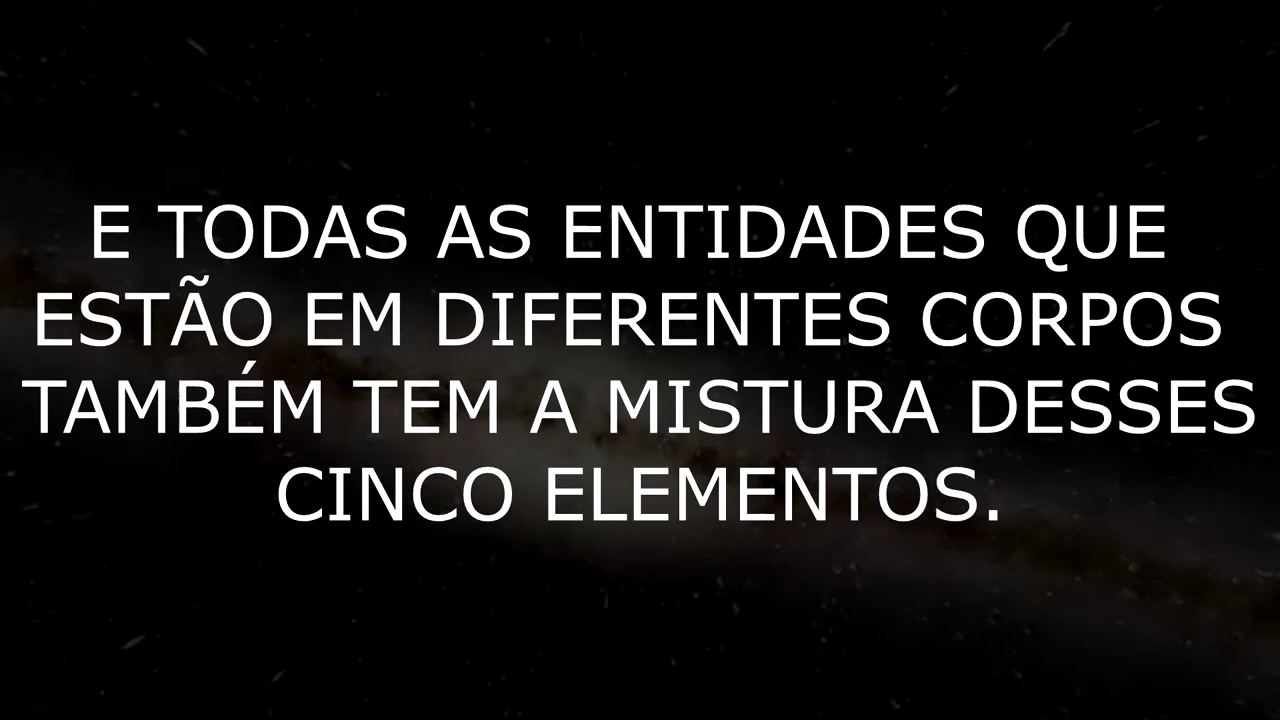 E TODAS AS ENTIDADES QUE
ESTÃO EM DIFERENTES CORPOS
TAMBÉM TEM A MISTURA DESSES
CINCO ELEMENTOS.